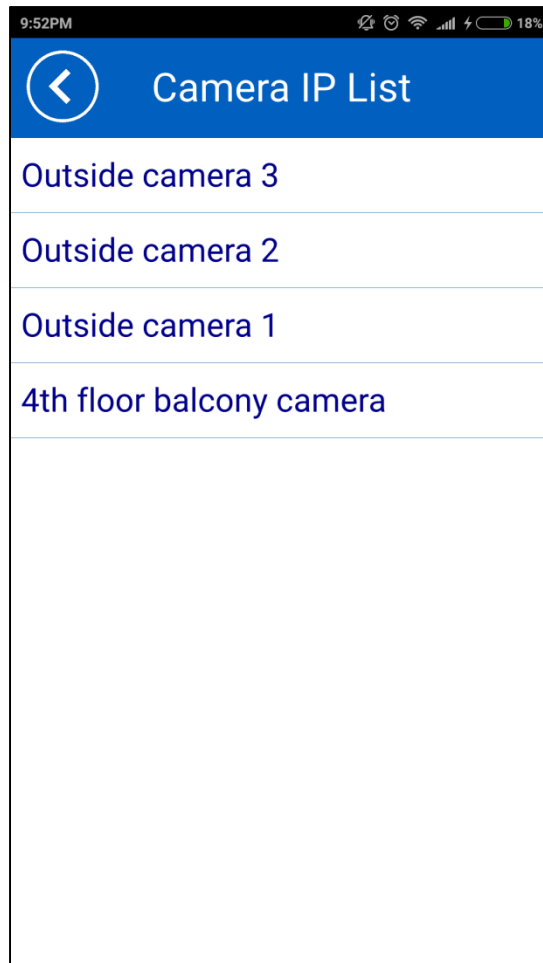 9:52PM 18%
Camera IP List
Outside camera 3
Outside camera 2
Outside camera 1
4th floor balcony camera